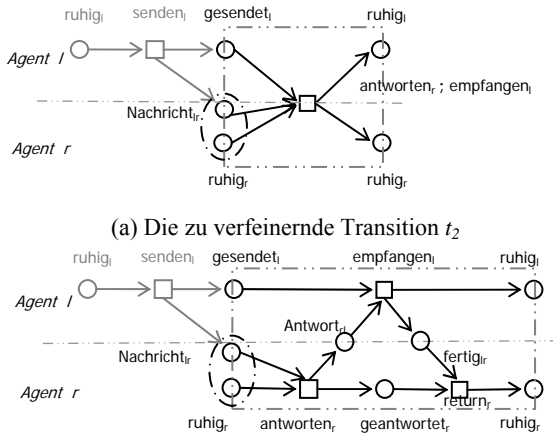 ruhigₗ sendenₗ gesendetₗ ruhigₗ
Agent l
antwortenᵣ ; empfangenₗ
Nachrichtₗᵣ
Agent r
ruhigᵣ ruhigᵣ
(a) Die zu verfeinernde Transition t₂
ruhigₗ sendenₗ gesendetₗ empfangenₗ ruhigₗ
Agent l
Antwortᵣₗ
Nachrichtₗᵣ fertigₗᵣ
Agent r
returnᵣ
ruhigᵣ antwortenᵣ geantwortetᵣ ruhigᵣ